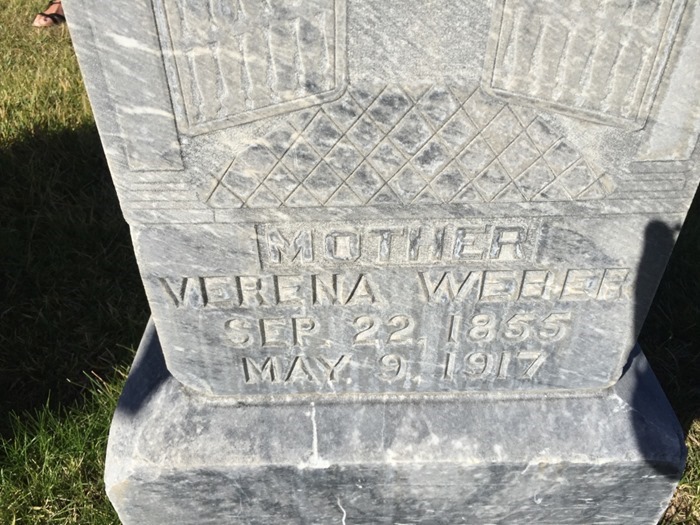 MOTHER
VERENA WEBER
SEP. 22, 1855
MAY. 9, 1917